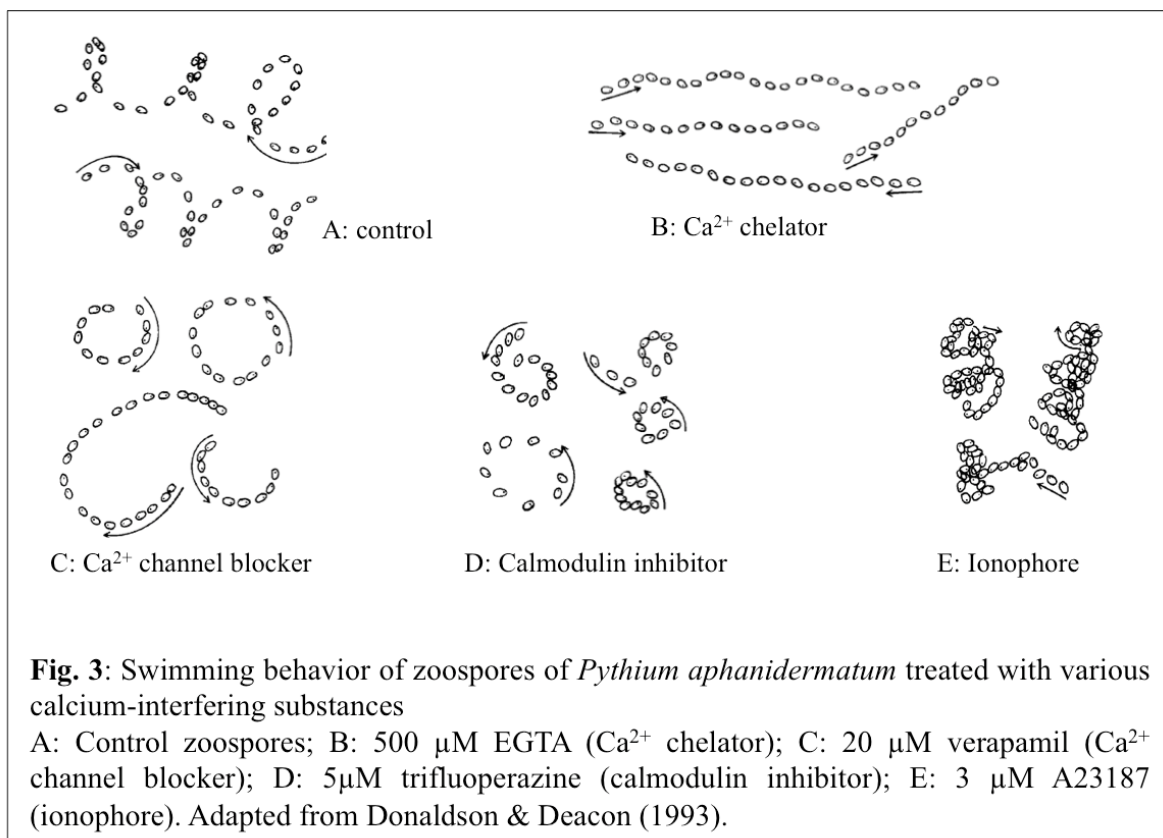 A: control
B: Ca²⁺ chelator
C: Ca²⁺ channel blocker
D: Calmodulin inhibitor
E: Ionophore
Fig. 3: Swimming behavior of zoospores of Pythium aphanidermatum treated with various
calcium-interfering substances
A: Control zoospores; B: 500 µM EGTA (Ca²⁺ chelator); C: 20 µM verapamil (Ca²⁺
channel blocker); D: 5µM trifluoperazine (calmodulin inhibitor); E: 3 µM A23187
(ionophore). Adapted from Donaldson & Deacon (1993).